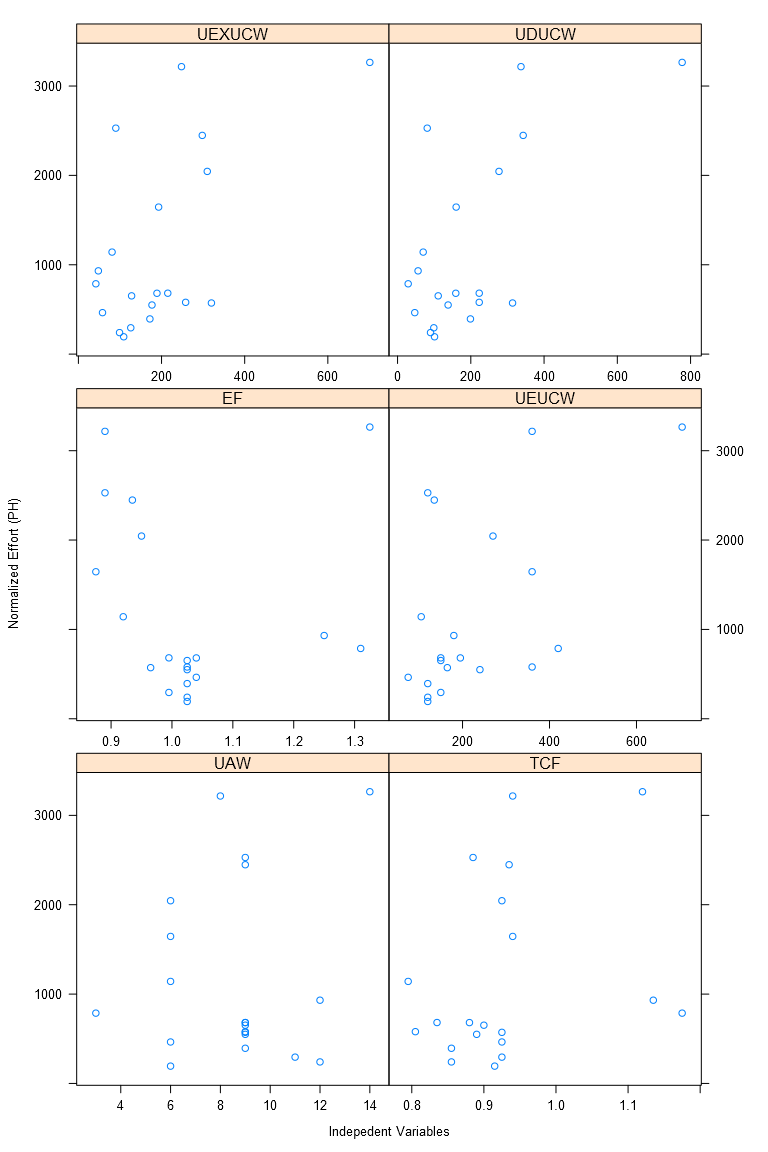 UEXUCW UDUCW
3000
2000
1000
200 400 600 0 200 400 600 800
EF UEUCW
3000
2000
1000
Normalized Effort (PH)
0.9 1.0 1.1 1.2 1.3 200 400 600
UAW TCF
3000
2000
1000
4 6 8 10 12 14 0.8 0.9 1.0 1.1
Indepedent Variables